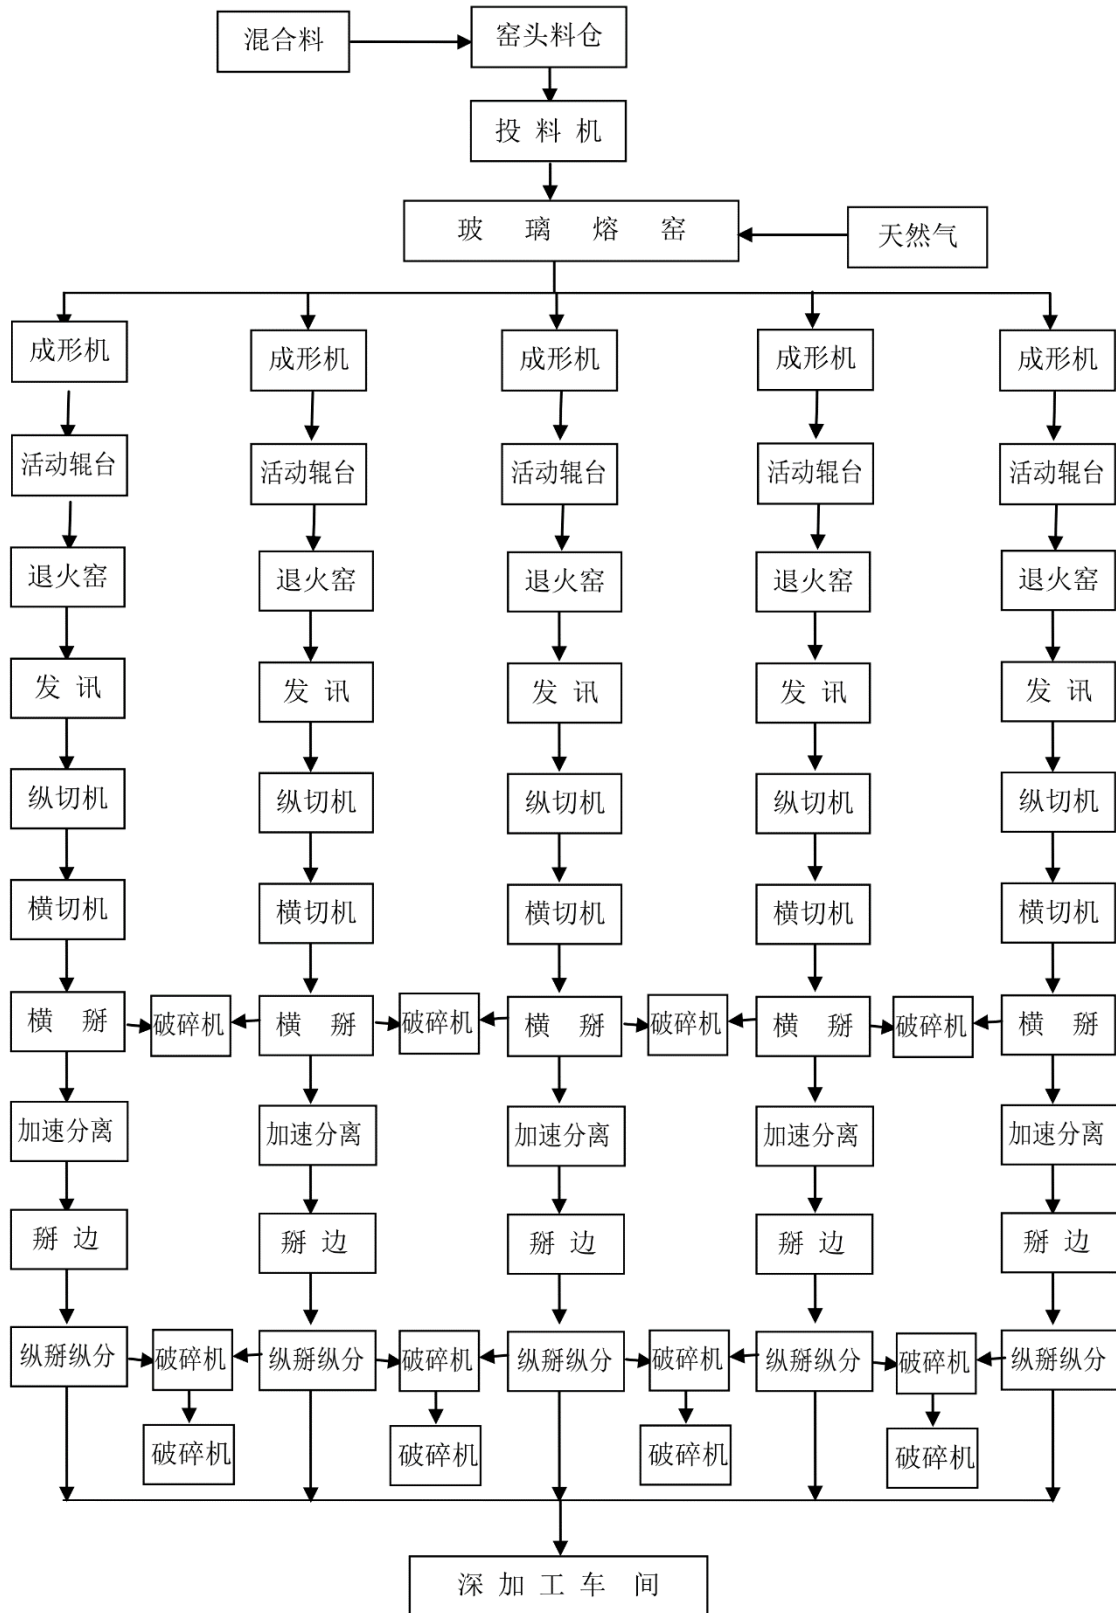 混合料 窑头料仓
投 料 机
玻 璃 熔 窑 天然气
成形机 成形机 成形机 成形机 成形机
活动辊台 活动辊台 活动辊台 活动辊台 活动辊台
退火窑 退火窑 退火窑 退火窑 退火窑
发 讯 发 讯 发 讯 发 讯 发 讯
纵切机 纵切机 纵切机 纵切机 纵切机
横切机 横切机 横切机 横切机 横切机
横 掰 破碎机 横 掰 破碎机 横 掰 破碎机 横 掰 破碎机 横 掰
加速分离 加速分离 加速分离 加速分离 加速分离
掰 边 掰 边 掰 边 掰 边 掰 边
纵掰纵分 破碎机 纵掰纵分 破碎机 纵掰纵分 破碎机 纵掰纵分 破碎机 纵掰纵分
破碎机 破碎机 破碎机 破碎机
深 加 工 车 间